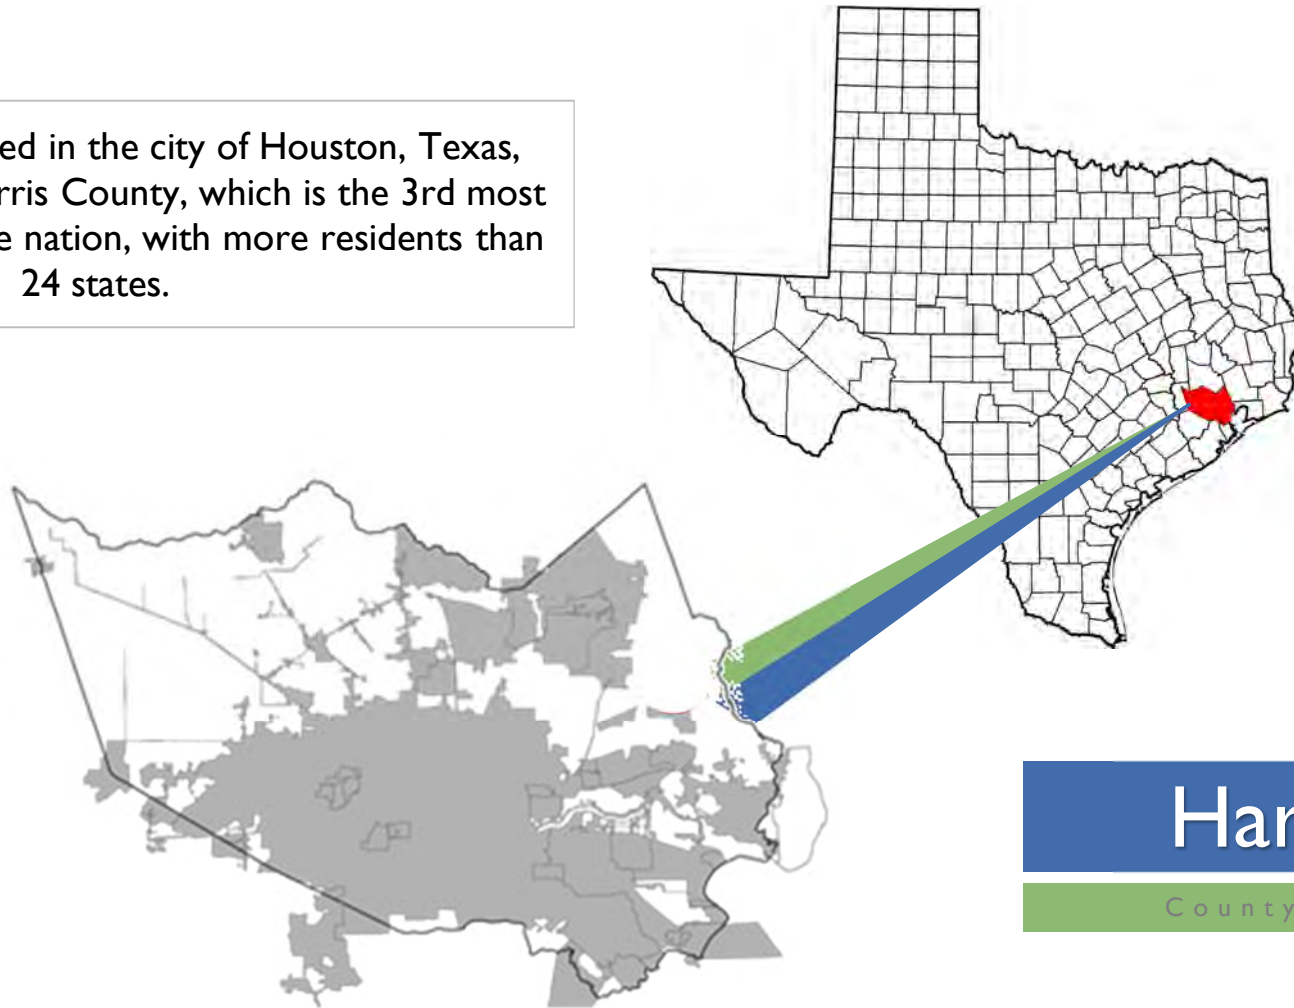 ed in the city of Houston, Texas,
rris County, which is the 3rd most
e nation, with more residents than
24 states.
Har
County